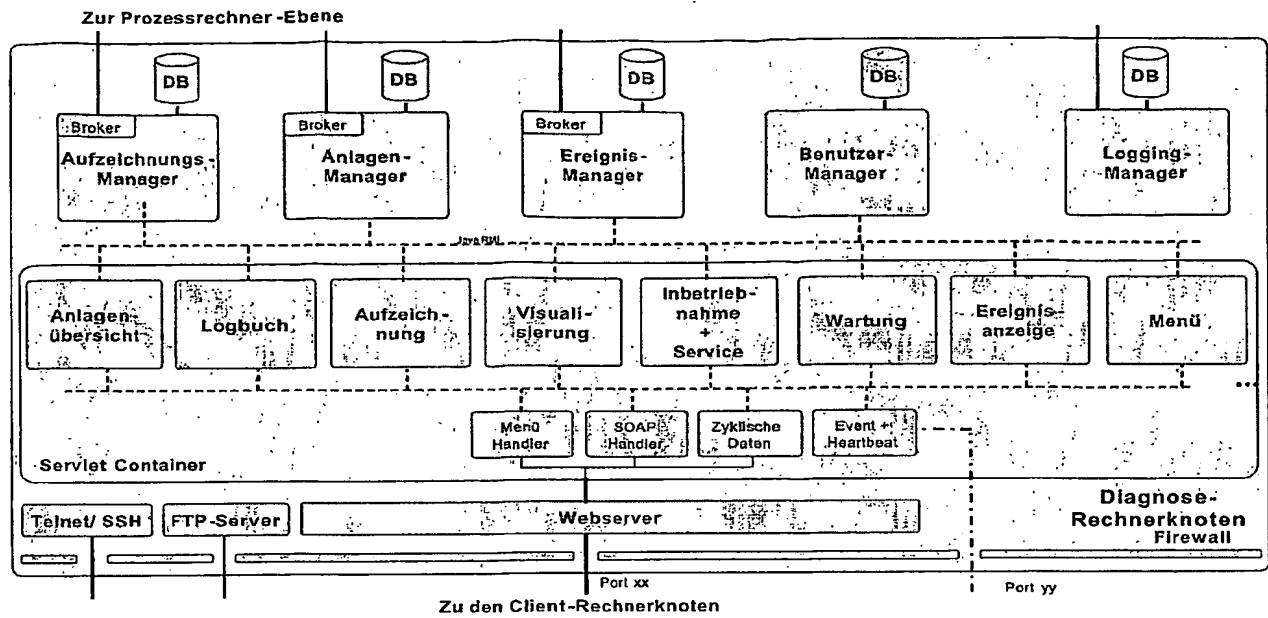 Zur Prozessrechner-Ebene
DB
DB
DB
DB
DB
Broker
Aufzeichnungs-
Manager
Broker
Anlagen-
Manager
Broker
Ereignis-
Manager
Benutzer-
Manager
Logging-
Manager
Java RMI
Anlagen-
übersicht
Logbuch
Aufzeich-
nung
Visuali-
sierung
Inbetrieb-
nahme
+
Service
Wartung
Ereignis
anzeige
Menü
...
Menü
Handler
SOAP
Handler
Zyklische
Daten
Event +
Heartbeat
Servlet Container
Telnet/ SSH
FTP-Server
Webserver
Diagnose-
Rechnerknoten
Firewall
Port xx
Port yy
Zu den Client-Rechnerknoten